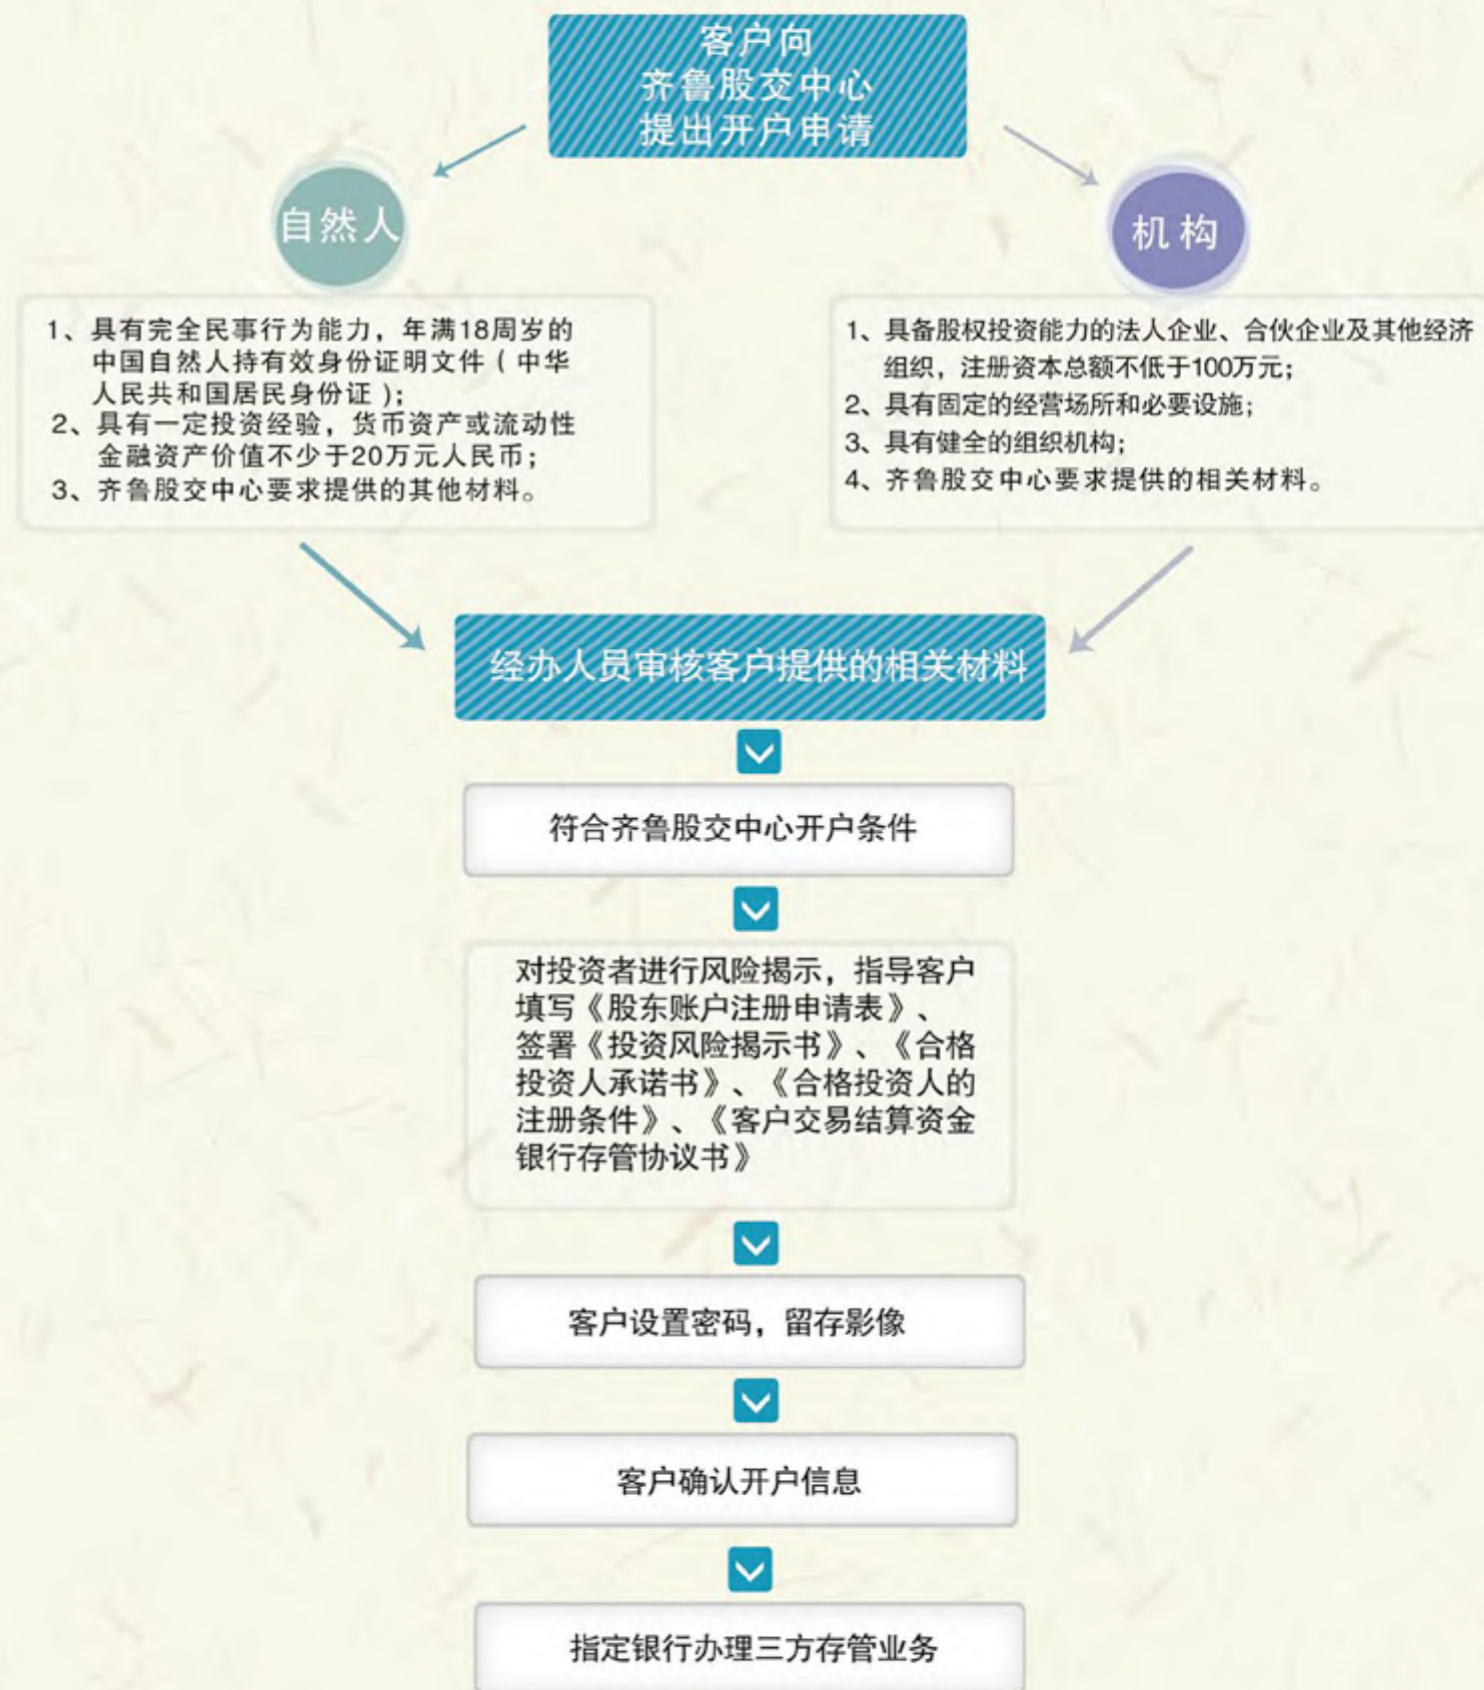 客户向
齐鲁股交中心
提出开户申请
自然人
机构
1、具有完全民事行为能力，年满18周岁的
中国自然人持有效身份证明文件（中华
人民共和国居民身份证）；
2、具有一定投资经验，货币资产或流动性
金融资产价值不少于20万元人民币；
3、齐鲁股交中心要求提供的其他材料。
1、具备股权投资能力的法人企业、合伙企业及其他经济
组织，注册资本总额不低于100万元；
2、具有固定的经营场所和必要设施；
3、具有健全的组织机构；
4、齐鲁股交中心要求提供的相关材料。
经办人员审核客户提供的相关材料
符合齐鲁股交中心开户条件
对投资者进行风险揭示，指导客户
填写《股东账户注册申请表》、
签署《投资风险揭示书》、《合格
投资人承诺书》、《合格投资人的
注册条件》、《客户交易结算资金
银行存管协议书》
客户设置密码，留存影像
客户确认开户信息
指定银行办理三方存管业务